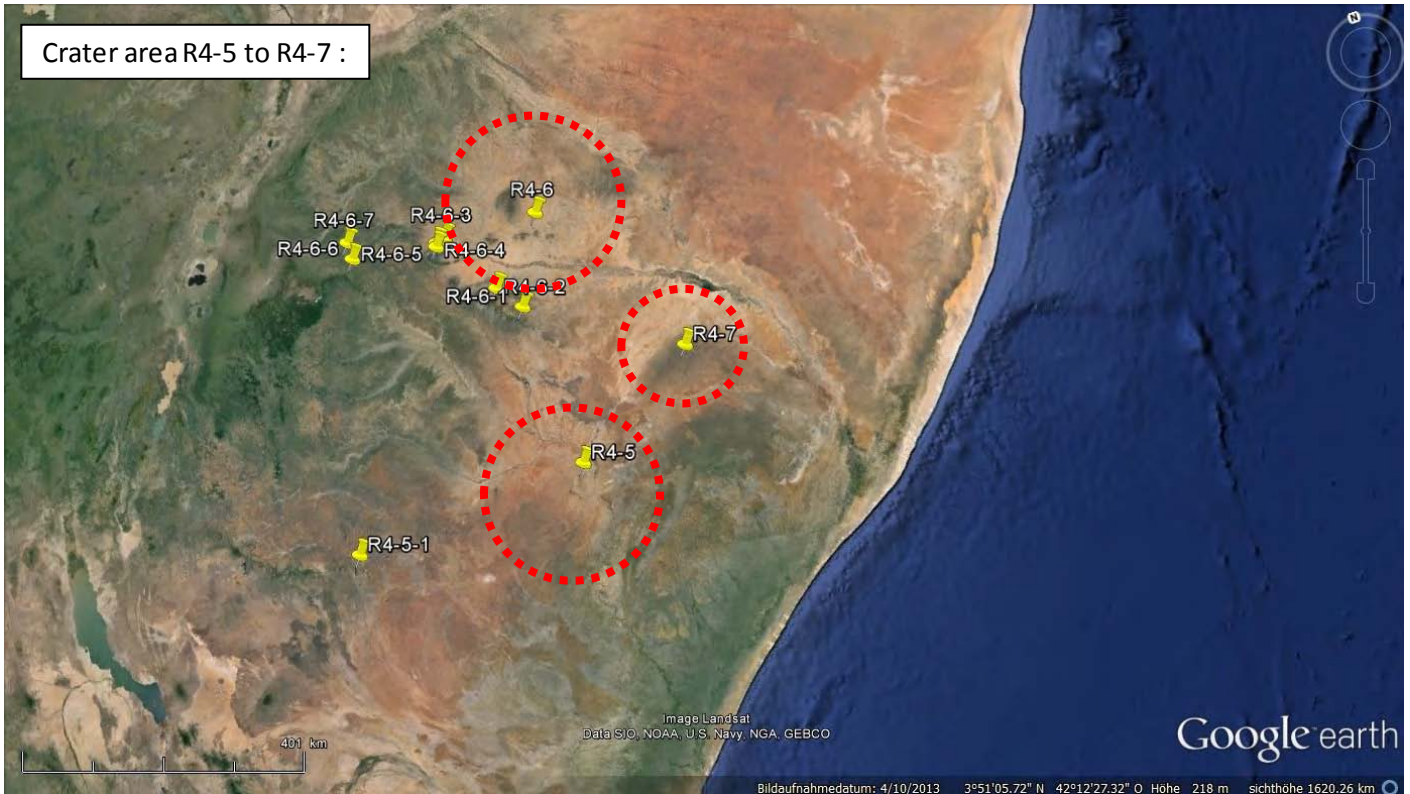 Crater area R4-5 to R4-7 :
N
R4-6
R4-6-7
R4-6-3
R4-6-6
R4-6-5
R4-6-4
R4-6-1
R4-6-2
R4-7
R4-5
R4-5-1
Image Landsat
Data SIO, NOAA, U.S. Navy, NGA, GEBCO
401 km
Google earth
Bildaufnahmedatum: 4/10/2013 3°51'05.72" N 42°12'27.32" O Höhe 218 m sichthöhe 1620.26 km